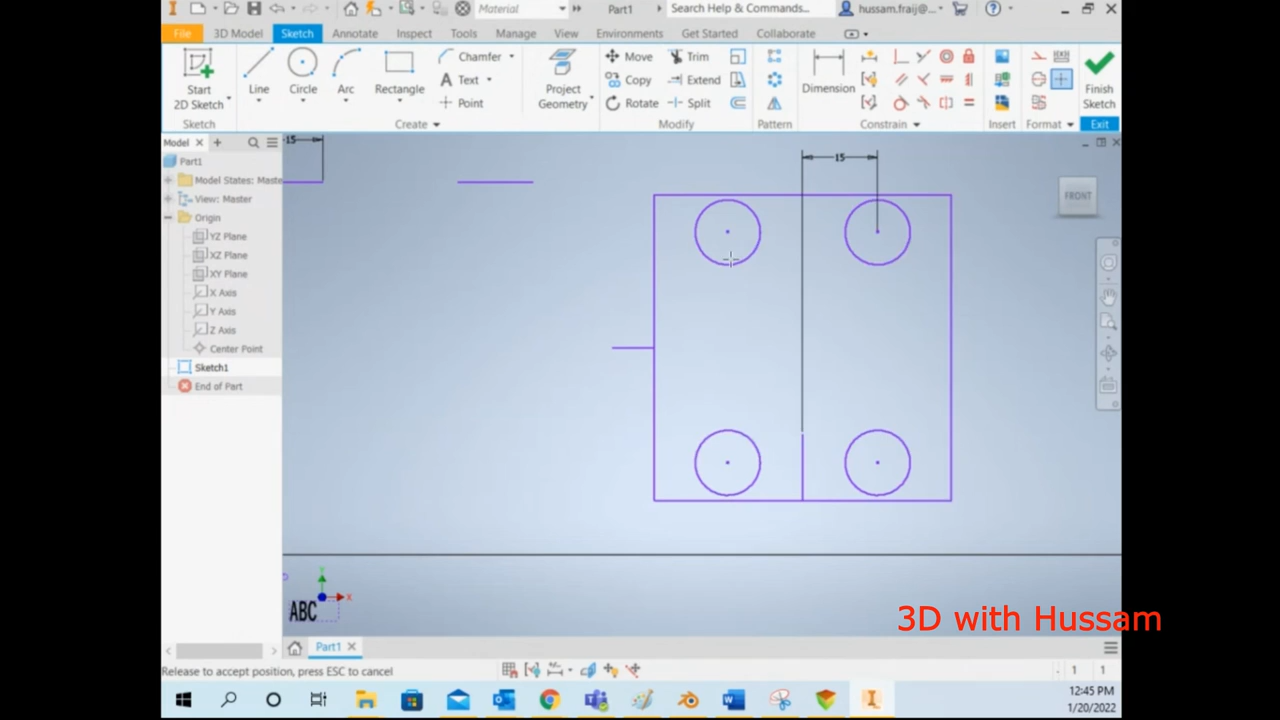 Material
Part1
Search Help & Commands...
hussam.fraij@...
File
3D Model
Sketch
Annotate
Inspect
Tools
Manage
View
Environments
Get Started
Collaborate
Start
2D Sketch
Line
Circle
Arc
Rectangle
Chamfer
Text
Point
Project
Geometry
Move
Copy
Rotate
Trim
Extend
Split
Dimension
Finish
Sketch
Sketch
Create
Modify
Pattern
Constrain
Insert
Format
Exit
Model
Part1
Model States: Maste
View: Master
Origin
YZ Plane
XZ Plane
XY Plane
X Axis
Y Axis
Z Axis
Center Point
Sketch1
End of Part
15
15
FRONT
Y
X
ABC
3D with Hussam
Part1
Release to accept position, press ESC to cancel
1
1
12:45 PM
1/20/2022